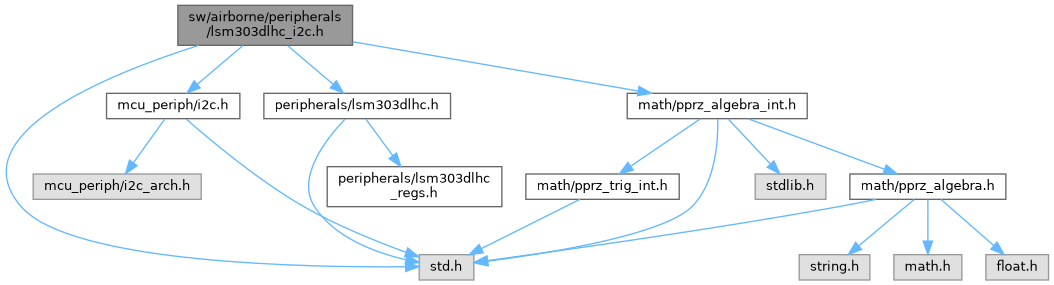 sw/airborne/peripherals
/lsm303dlhc_i2c.h
mcu_periph/i2c.h
peripherals/lsm303dlhc.h
math/pprz_algebra_int.h
mcu_periph/i2c_arch.h
peripherals/lsm303dlhc
_regs.h
math/pprz_trig_int.h
stdlib.h
math/pprz_algebra.h
std.h
string.h
math.h
float.h